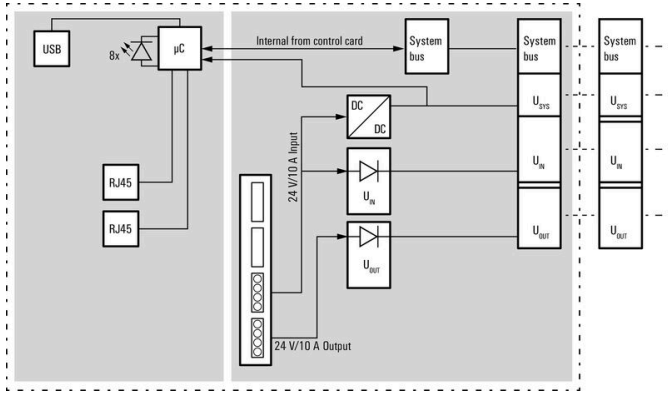 USB
8x
µC
Internal from control card
System
bus
System
bus
System
bus
DC
DC
U SYS
U SYS
24 V/10 A Input
U IN
U IN
U IN
RJ45
RJ45
U OUT
U OUT
U OUT
24 V/10 A Output